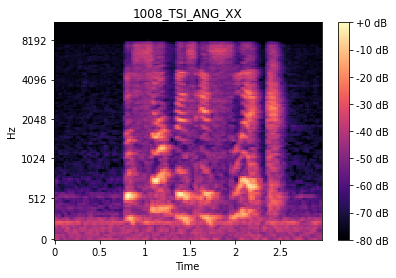 1008_TSI_ANG_XX
+0 dB
8192
-10 dB
4096
-20 dB
-30 dB
2048
-40 dB
Hz
1024
-50 dB
512
-60 dB
-70 dB
0
-80 dB
0 0.5 1 1.5 2 2.5
Time